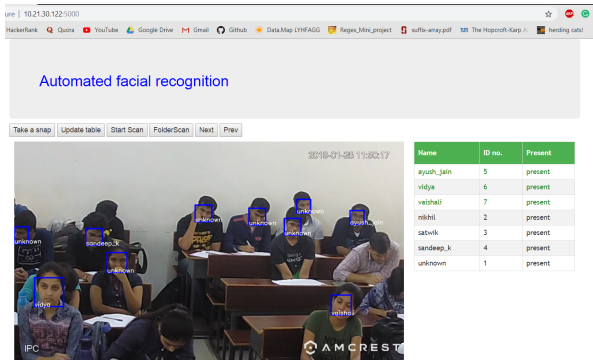 ure | 10.21.30.122:5000
HackerRank Quora YouTube Google Drive Gmail Github Data.Map LYHFAGG Regex_Mini_project suffix-array.pdf The Hopcroft-Karp A herding cats!
Automated facial recognition
Take a snap Update table Start Scan FolderScan Next Prev
2019-01-25 11:50:17
unknown
unknown
ayush_jain
unknown
unknown
sandeep_k
unknown
vidya
vaishali
IPC
AMCREST
Name ID no. Present
ayush_jain 5 present
vidya 6 present
vaishali 7 present
nikhil 2 present
satwik 3 present
sandeep_k 4 present
unknown 1 present